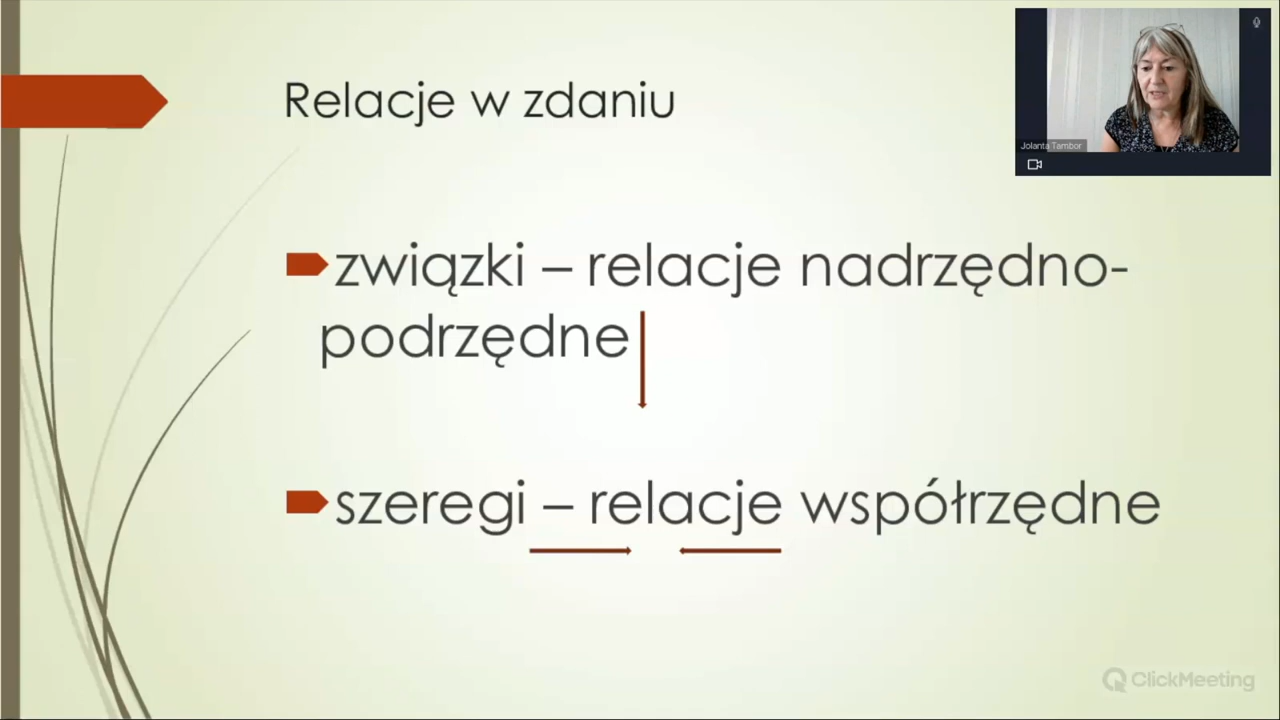 Relacje w zdaniu
Jolanta Tambor
związki – relacje nadrzędno-
podrzędne
szeregi – relacje współrzędne
ClickMeeting